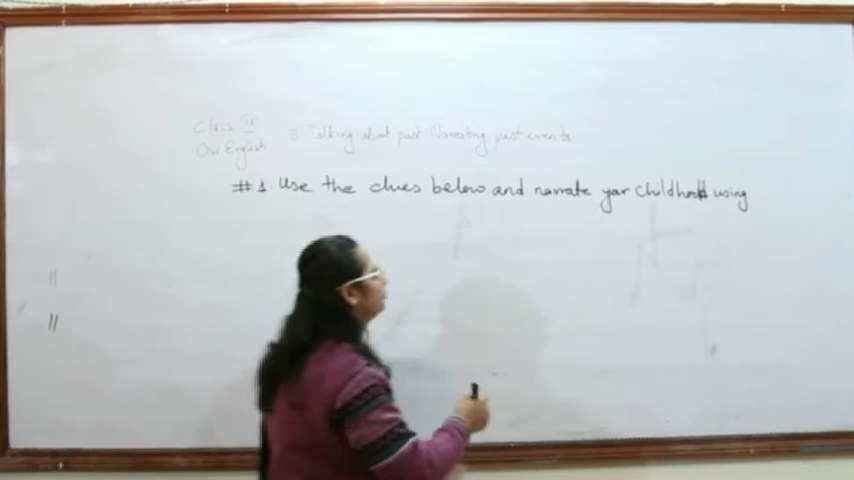 Class IX 8 Talking about past Narrating past events
Our English
#1 Use the clues below and narrate your childhood using